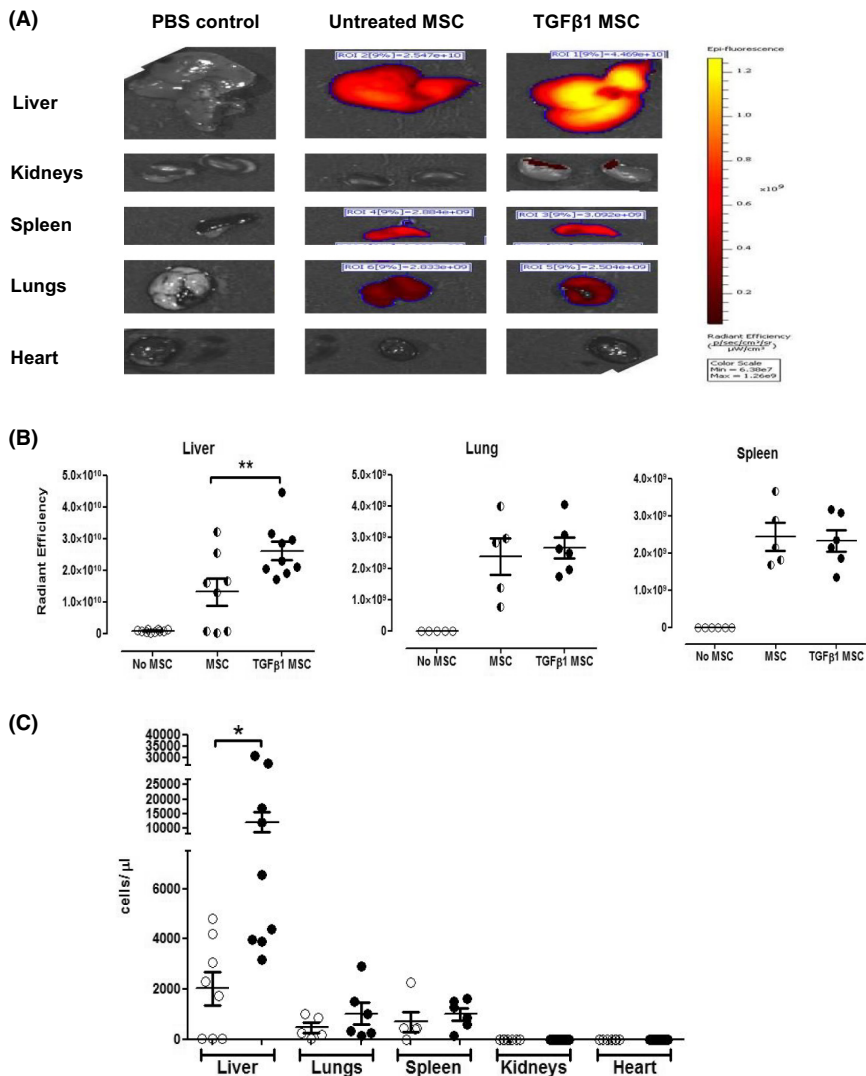 (A)
PBS control Untreated MSC TGFβ1 MSC
Liver
ROI 2[9%]=2.547e+10
ROI 1[9%]=4.469e+10
Kidneys
Spleen
ROI 4[9%]=2.884e+09
ROI 3[9%]=3.092e+09
Lungs
ROI 6[9%]=2.833e+09
ROI 5[9%]=2.504e+09
Heart
Epi-fluorescence
1.2
1.0
0.8
×10⁹
0.6
0.4
0.2
Radiant Efficiency
(p/sec/cm²/sr
µW/cm²)
Color Scale
Min = 6.38e7
Max = 1.26e9
(B)
Liver
Radiant Efficiency
5.0×10¹⁰
4.0×10¹⁰
3.0×10¹⁰
2.0×10¹⁰
1.0×10¹⁰
0
**
No MSC MSC TGFβ1 MSC
Lung
5.0×10⁹
4.0×10⁹
3.0×10⁹
2.0×10⁹
1.0×10⁹
0
No MSC MSC TGFβ1 MSC
Spleen
4.0×10⁹
3.0×10⁹
2.0×10⁹
1.0×10⁹
0
No MSC MSC TGFβ1 MSC
(C)
cells/µl
40000
35000
30000
25000
20000
15000
10000
6000
4000
2000
0
*
Liver Lungs Spleen Kidneys Heart